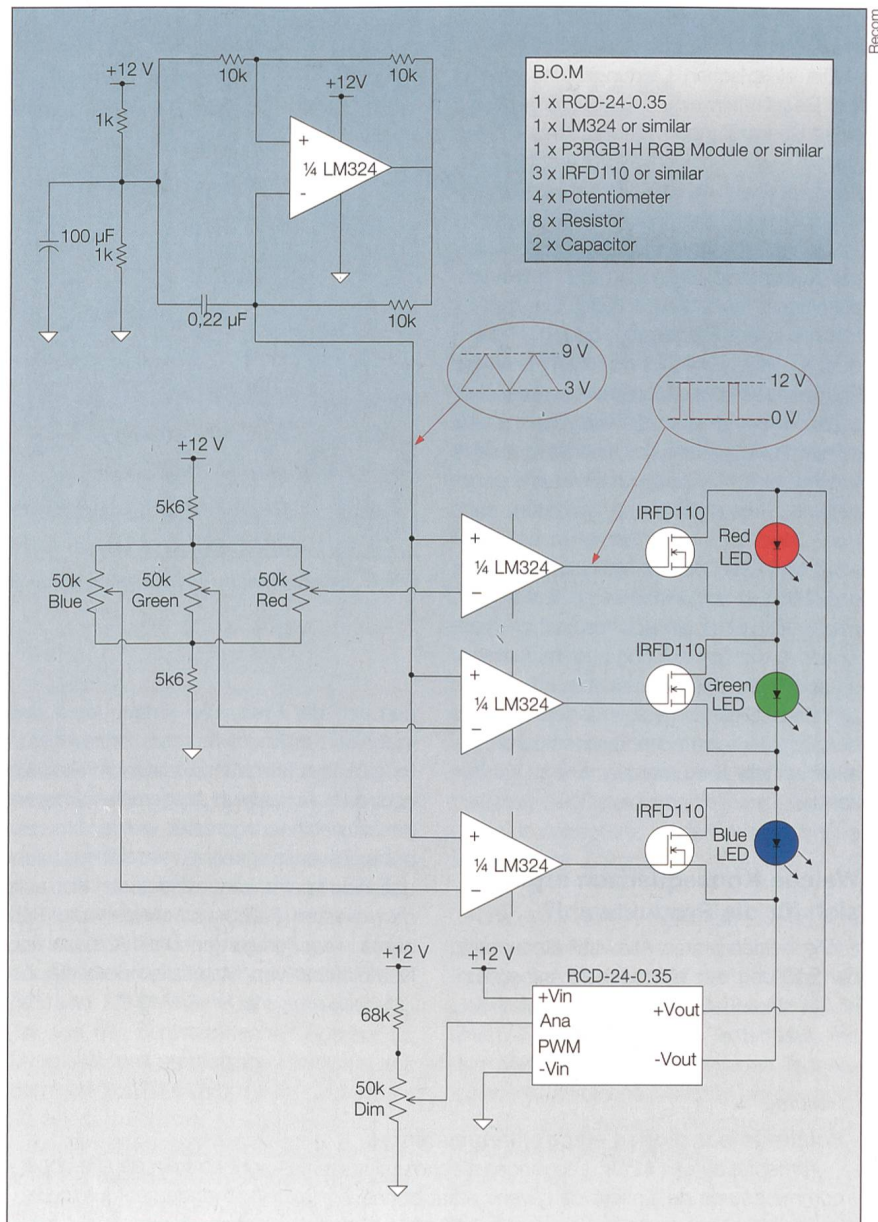 Recom
+12 V
10k
10k
+12V
1k
+
¼ LM324
-
100 µF
1k
0,22 µF
10k
B.O.M
1 x RCD-24-0.35
1 x LM324 or similar
1 x P3RGB1H RGB Module or similar
3 x IRFD110 or similar
4 x Potentiometer
8 x Resistor
2 x Capacitor
9 V
3 V
12 V
0 V
+12 V
5k6
50k
Blue
50k
Green
50k
Red
5k6
+
¼ LM324
−
IRFD110
Red
LED
+
¼ LM324
−
IRFD110
Green
LED
+
¼ LM324
−
IRFD110
Blue
LED
+12 V
68k
50k
Dim
+12 V
RCD-24-0.35
+Vin
Ana
PWM
-Vin
+Vout
-Vout